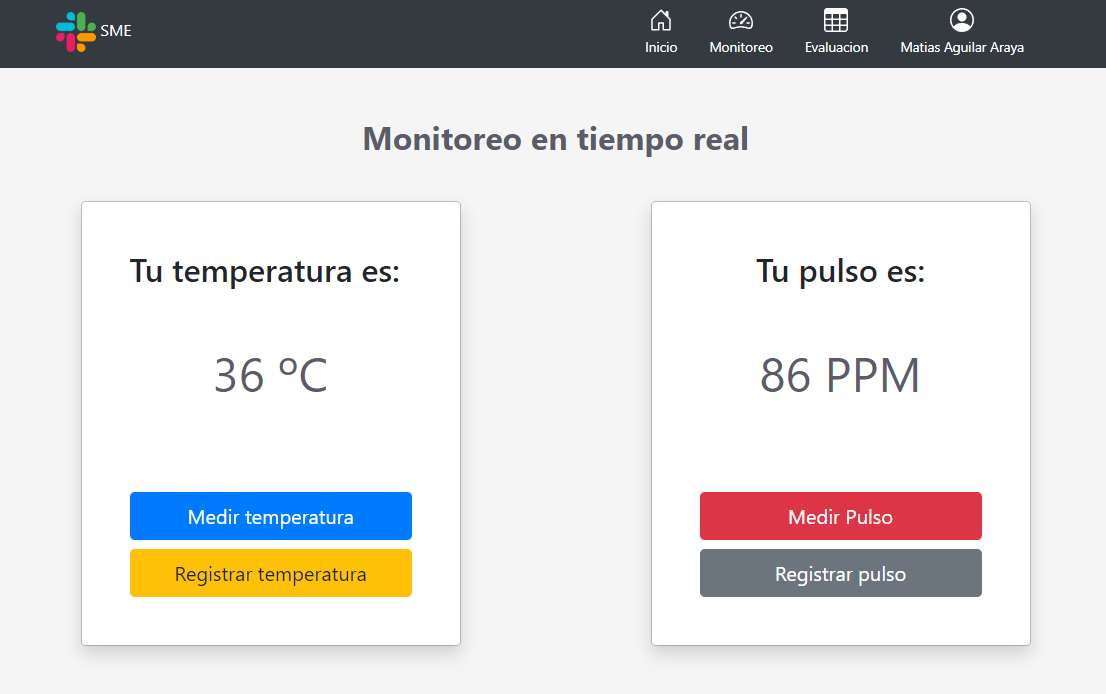 SME
Inicio
Monitoreo
Evaluacion
Matias Aguilar Araya
Monitoreo en tiempo real
Tu temperatura es:
36 ºC
Medir temperatura
Registrar temperatura
Tu pulso es:
86 PPM
Medir Pulso
Registrar pulso